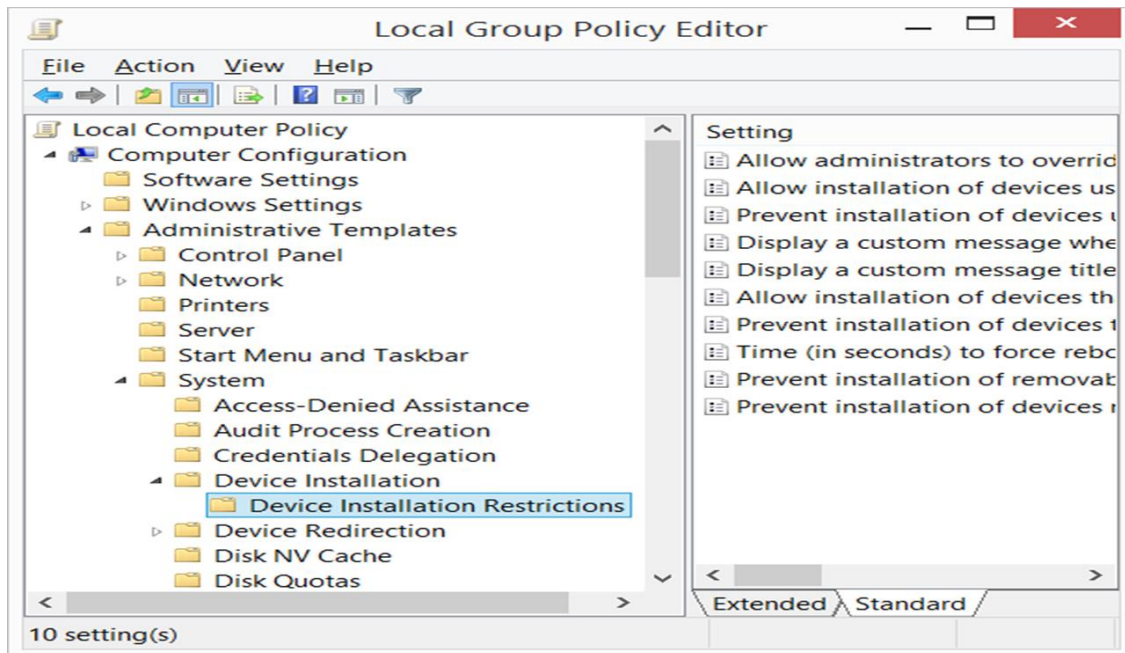 Local Group Policy Editor
File Action View Help
Local Computer Policy
Computer Configuration
Software Settings
Windows Settings
Administrative Templates
Control Panel
Network
Printers
Server
Start Menu and Taskbar
System
Access-Denied Assistance
Audit Process Creation
Credentials Delegation
Device Installation
Device Installation Restrictions
Device Redirection
Disk NV Cache
Disk Quotas
Setting
Allow administrators to overrid
Allow installation of devices us
Prevent installation of devices
Display a custom message whe
Display a custom message title
Allow installation of devices th
Prevent installation of devices
Time (in seconds) to force rebo
Prevent installation of removab
Prevent installation of devices
Extended Standard
10 setting(s)